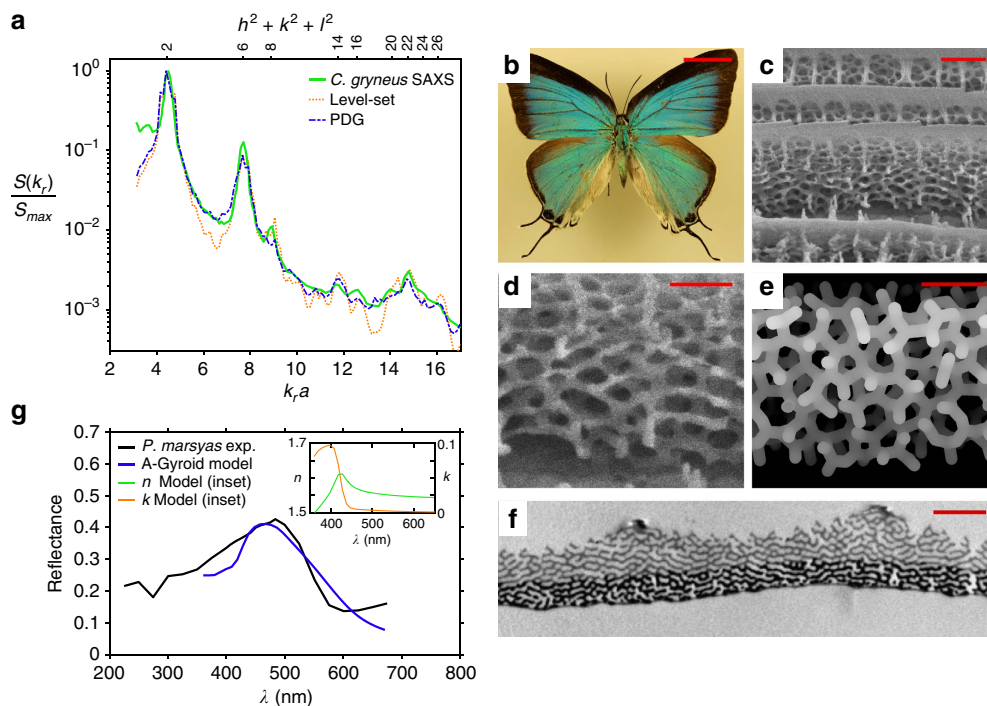 a
h² + k² + l²
2 6 8 14 16 20 22 24 26
10⁰
10⁻¹
10⁻²
10⁻³
S(kᵣ)
Sₘₐₓ
C. gryneus SAXS
Level-set
PDG
2 4 6 8 10 12 14 16
kᵣa
b
c
d
e
f
g
0.7
0.6
0.5
0.4
0.3
0.2
0.1
0
Reflectance
P. marsyas exp.
A-Gyroid model
n Model (inset)
k Model (inset)
1.7
n
1.5
0.1
k
0
400 500 600
λ (nm)
200 300 400 500 600 700 800
λ (nm)